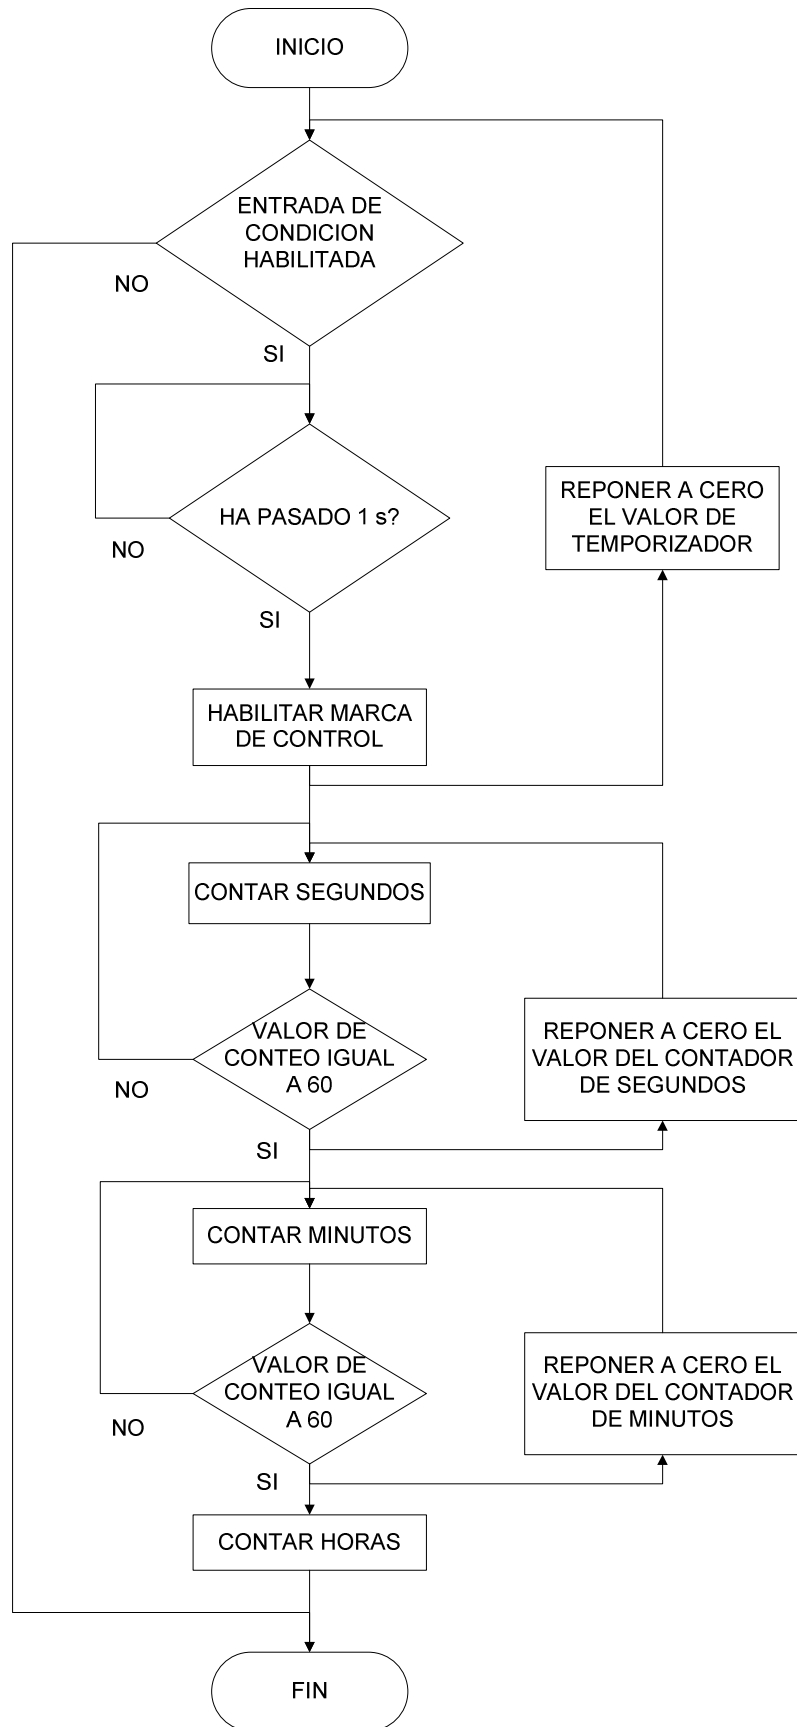 INICIO
ENTRADA DE
CONDICION
HABILITADA
NO
SI
HA PASADO 1 s?
NO
SI
REPONER A CERO
EL VALOR DE
TEMPORIZADOR
HABILITAR MARCA
DE CONTROL
CONTAR SEGUNDOS
VALOR DE
CONTEO IGUAL
A 60
NO
SI
REPONER A CERO EL
VALOR DEL CONTADOR
DE SEGUNDOS
CONTAR MINUTOS
VALOR DE
CONTEO IGUAL
A 60
NO
SI
REPONER A CERO EL
VALOR DEL CONTADOR
DE MINUTOS
CONTAR HORAS
FIN